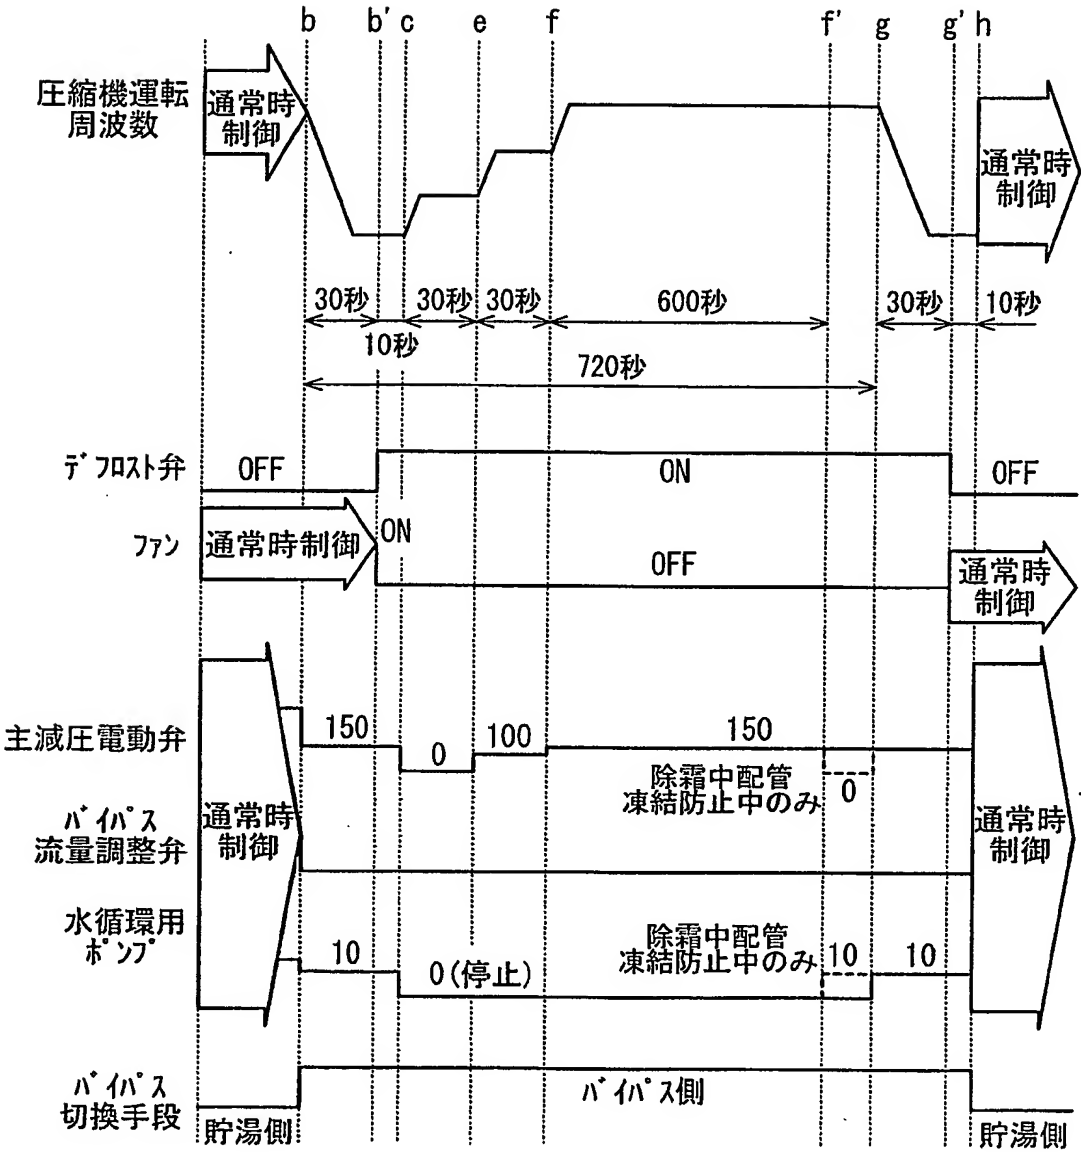 b b' c e f f' g g' h
圧縮機運転
周波数
通常時
制御
通常時
制御
30秒 30秒 30秒 600秒 30秒 10秒
10秒
720秒
デフロスト弁 OFF ON OFF
ファン 通常時制御 ON OFF 通常時
制御
主減圧電動弁 150 0 100 150
除霜中配管
凍結防止中のみ 0
バイパス
流量調整弁
通常時
制御
通常時
制御
水循環用
ポンプ 10 0(停止)
除霜中配管
凍結防止中のみ 10 10
バイパス
切換手段
貯湯側 バイパス側 貯湯側